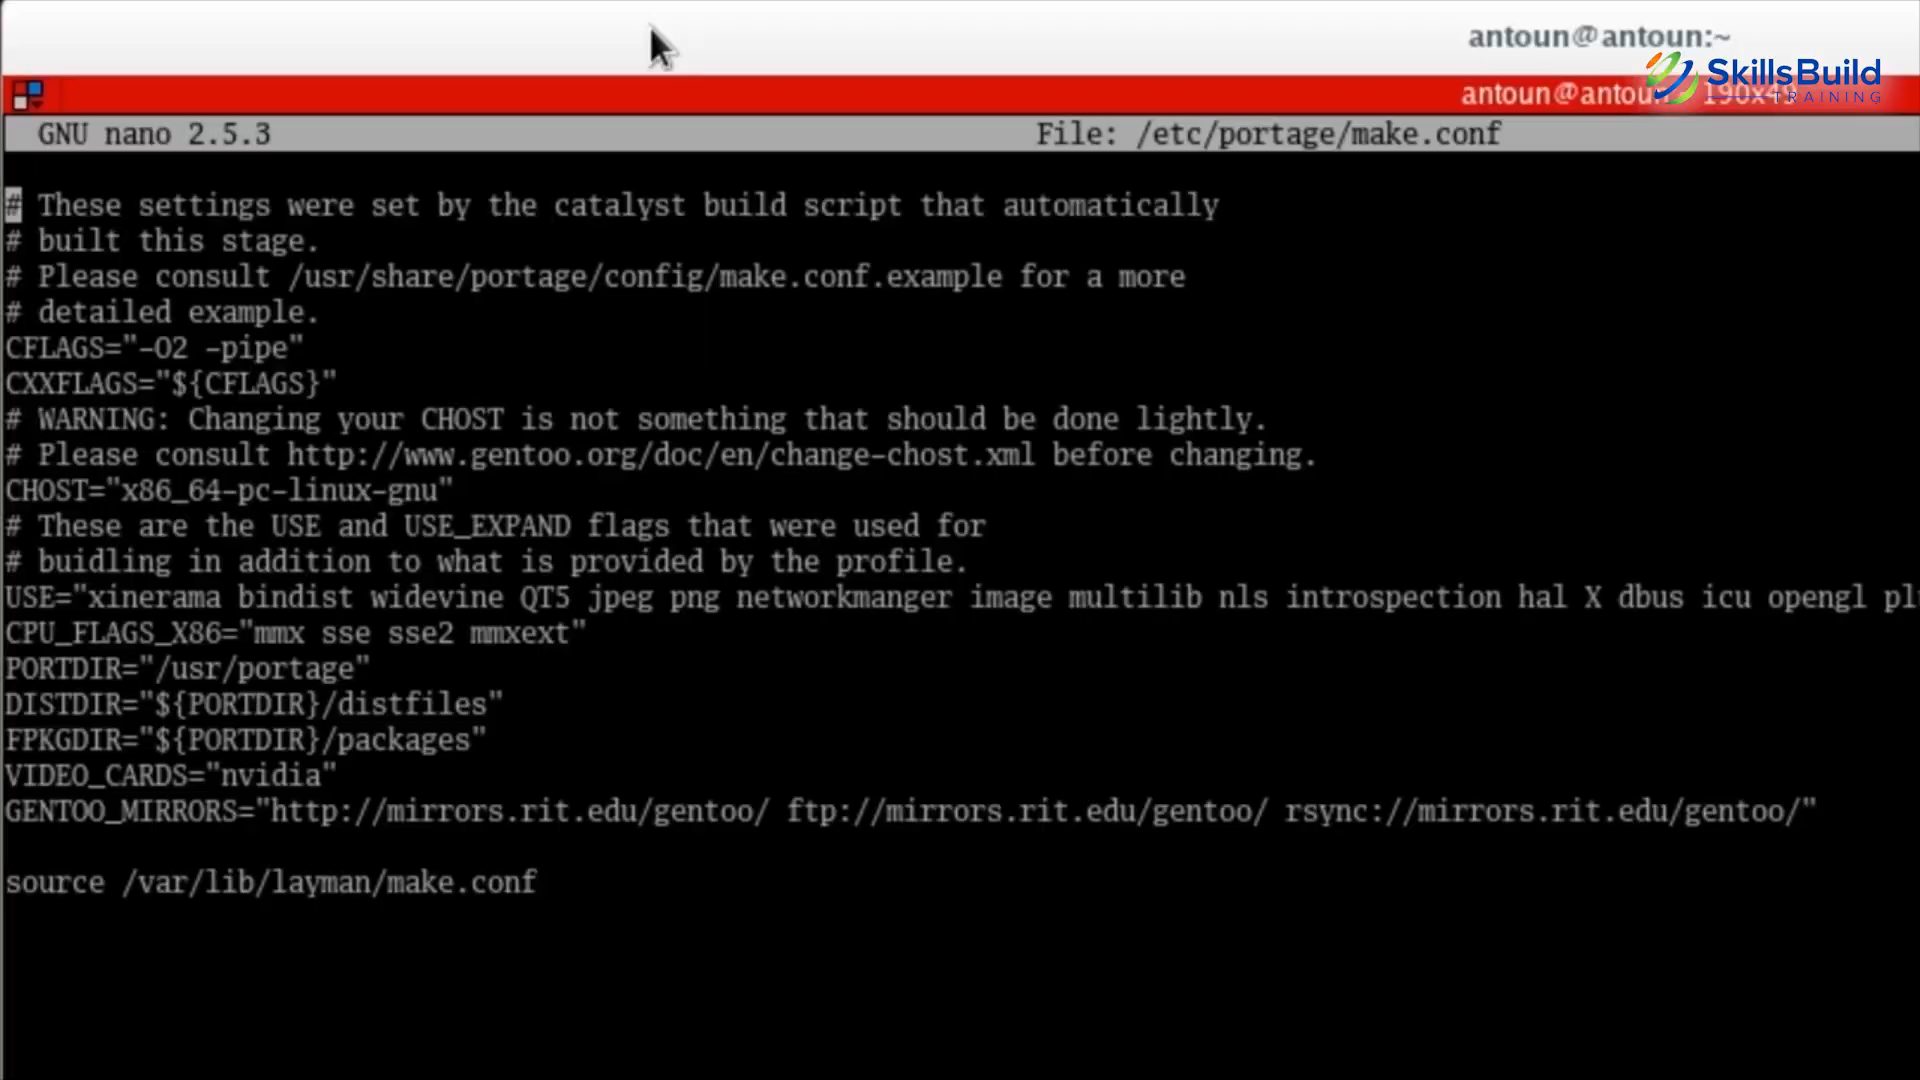 antoun@antoun:~
SkillsBuild
TRAINING
antoun@antou 190x49
GNU nano 2.5.3 File: /etc/portage/make.conf
# These settings were set by the catalyst build script that automatically
# built this stage.
# Please consult /usr/share/portage/config/make.conf.example for a more
# detailed example.
CFLAGS="-O2 -pipe"
CXXFLAGS="${CFLAGS}"
# WARNING: Changing your CHOST is not something that should be done lightly.
# Please consult http://www.gentoo.org/doc/en/change-chost.xml before changing.
CHOST="x86_64-pc-linux-gnu"
# These are the USE and USE_EXPAND flags that were used for
# buidling in addition to what is provided by the profile.
USE="xinerama bindist widevine QT5 jpeg png networkmanger image multilib nls introspection hal X dbus icu opengl
CPU_FLAGS_X86="mmx sse sse2 mmxext"
PORTDIR="/usr/portage"
DISTDIR="${PORTDIR}/distfiles"
FPKGDIR="${PORTDIR}/packages"
VIDEO_CARDS="nvidia"
GENTOO_MIRRORS="http://mirrors.rit.edu/gentoo/ ftp://mirrors.rit.edu/gentoo/ rsync://mirrors.rit.edu/gentoo/"
source /var/lib/layman/make.conf